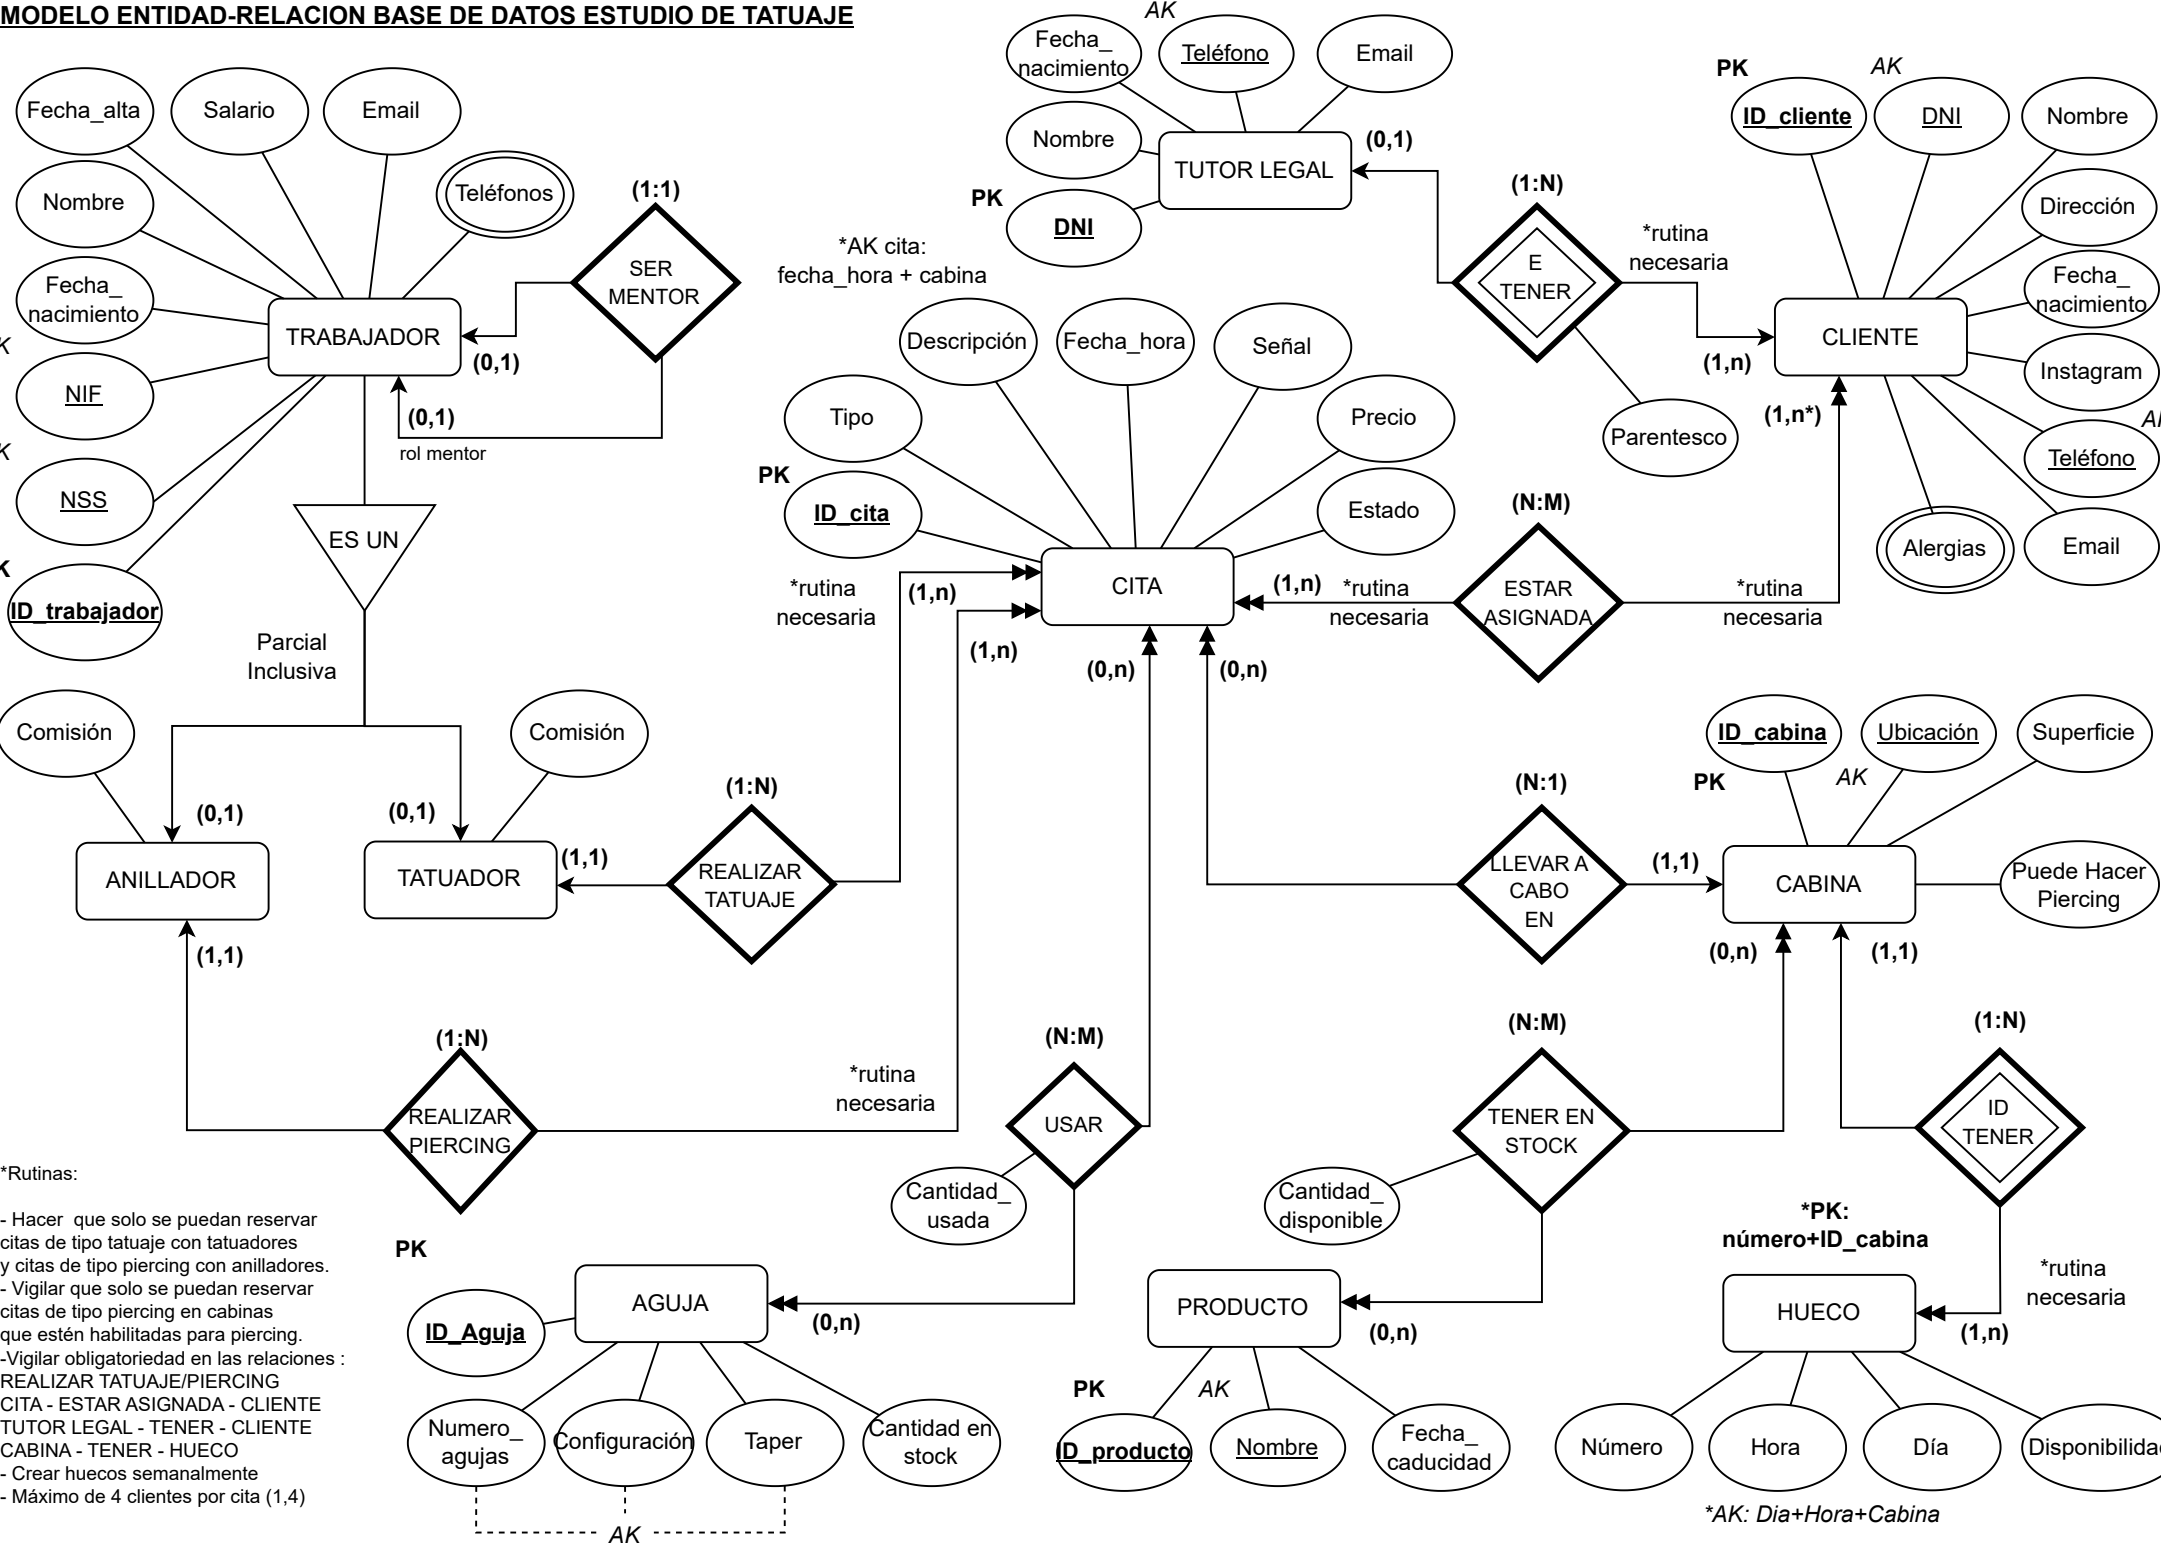 MODELO ENTIDAD-RELACION BASE DE DATOS ESTUDIO DE TATUAJE
Fecha_alta
Salario
Email
Teléfonos
Nombre
Fecha_
nacimiento
NIF
NSS
K
ID_trabajador
TRABAJADOR
(1:1)
SER
MENTOR
(0,1)
(0,1)
rol mentor
ES UN
Parcial
Inclusiva
Comisión
Comisión
(0,1)
(0,1)
ANILLADOR
TATUADOR
(1,1)
(1,1)
(1:N)
REALIZAR
TATUAJE
(1:N)
REALIZAR
PIERCING
*rutina
necesaria
*AK cita:
fecha_hora + cabina
Fecha_
nacimiento
AK
Teléfono
Email
Nombre
PK
DNI
TUTOR LEGAL
(0,1)
(1:N)
E
TENER
*rutina
necesaria
Parentesco
(1,n)
PK
ID_cliente
AK
DNI
Nombre
Dirección
Fecha_
nacimiento
Instagram
Teléfono
Email
Alergias
CLIENTE
(1,n*)
Descripción
Fecha_hora
Señal
Tipo
Precio
PK
ID_cita
Estado
CITA
*rutina
necesaria
(1,n)
(1,n)
(0,n)
(0,n)
(1,n)
*rutina
necesaria
(N:M)
ESTAR
ASIGNADA
*rutina
necesaria
ID_cabina
PK
AK
Ubicación
Superficie
Puede Hacer
Piercing
CABINA
(N:1)
LLEVAR A
CABO
EN
(1,1)
(0,n)
(1,1)
(N:M)
USAR
Cantidad_
usada
(N:M)
TENER EN
STOCK
Cantidad_
disponible
(1:N)
ID
TENER
*PK:
número+ID_cabina
*rutina
necesaria
(1,n)
HUECO
Número
Hora
Día
*AK: Dia+Hora+Cabina
PRODUCTO
(0,n)
PK
ID_producto
AK
Nombre
Fecha_
caducidad
PK
ID_Aguja
AGUJA
(0,n)
Numero_
agujas
Configuración
Taper
Cantidad en
stock
AK
*Rutinas:
- Hacer que solo se puedan reservar
citas de tipo tatuaje con tatuadores
y citas de tipo piercing con anilladores.
- Vigilar que solo se puedan reservar
citas de tipo piercing en cabinas
que estén habilitadas para piercing.
-Vigilar obligatoriedad en las relaciones :
REALIZAR TATUAJE/PIERCING
CITA - ESTAR ASIGNADA - CLIENTE
TUTOR LEGAL - TENER - CLIENTE
CABINA - TENER - HUECO
- Crear huecos semanalmente
- Máximo de 4 clientes por cita (1,4)